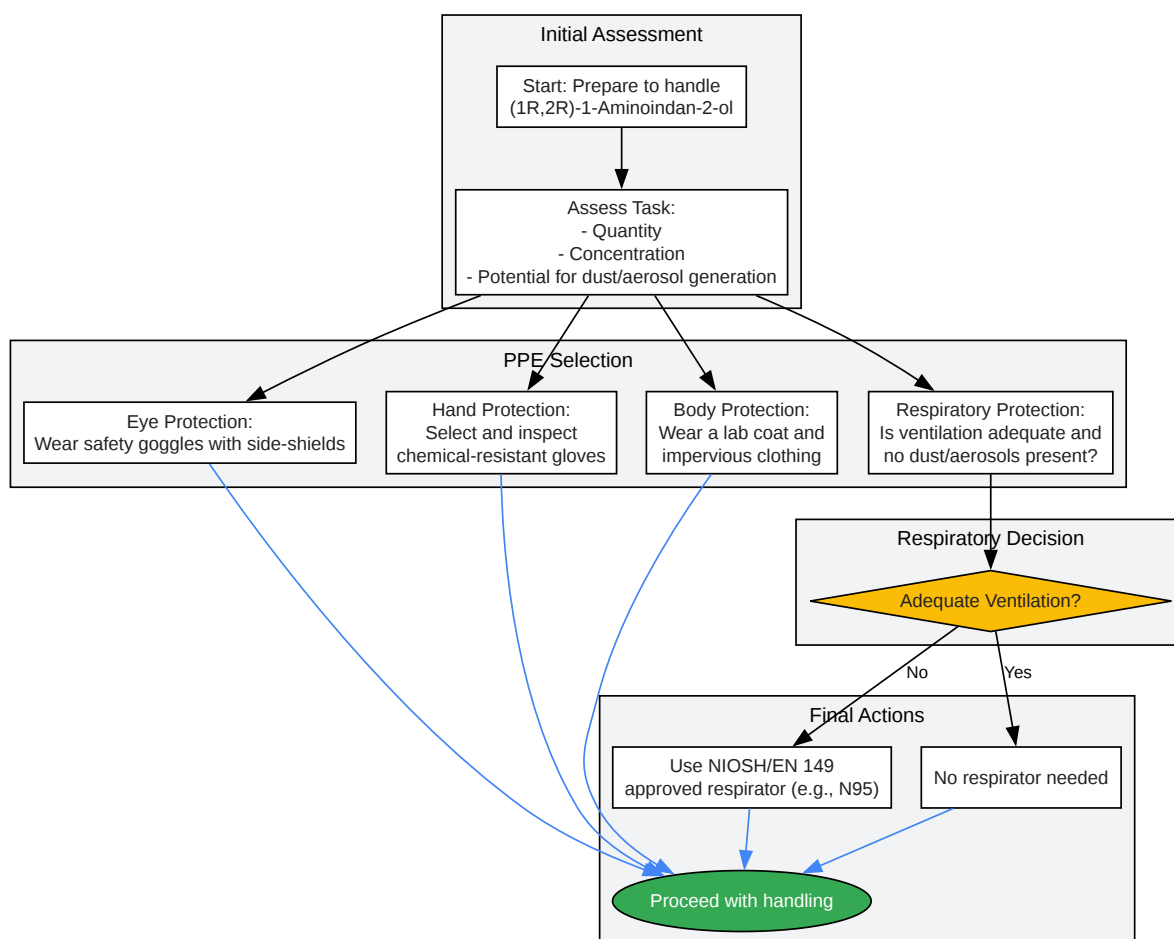 Initial Assessment
Start: Prepare to handle
(1R,2R)-1-Aminoindan-2-ol
Assess Task:
- Quantity
- Concentration
- Potential for dust/aerosol generation
PPE Selection
Eye Protection:
Wear safety goggles with side-shields
Hand Protection:
Select and inspect
chemical-resistant gloves
Body Protection:
Wear a lab coat and
impervious clothing
Respiratory Protection:
Is ventilation adequate and
no dust/aerosols present?
Respiratory Decision
Adequate Ventilation?
No
Yes
Final Actions
Use NIOSH/EN 149
approved respirator (e.g., N95)
No respirator needed
Proceed with handling